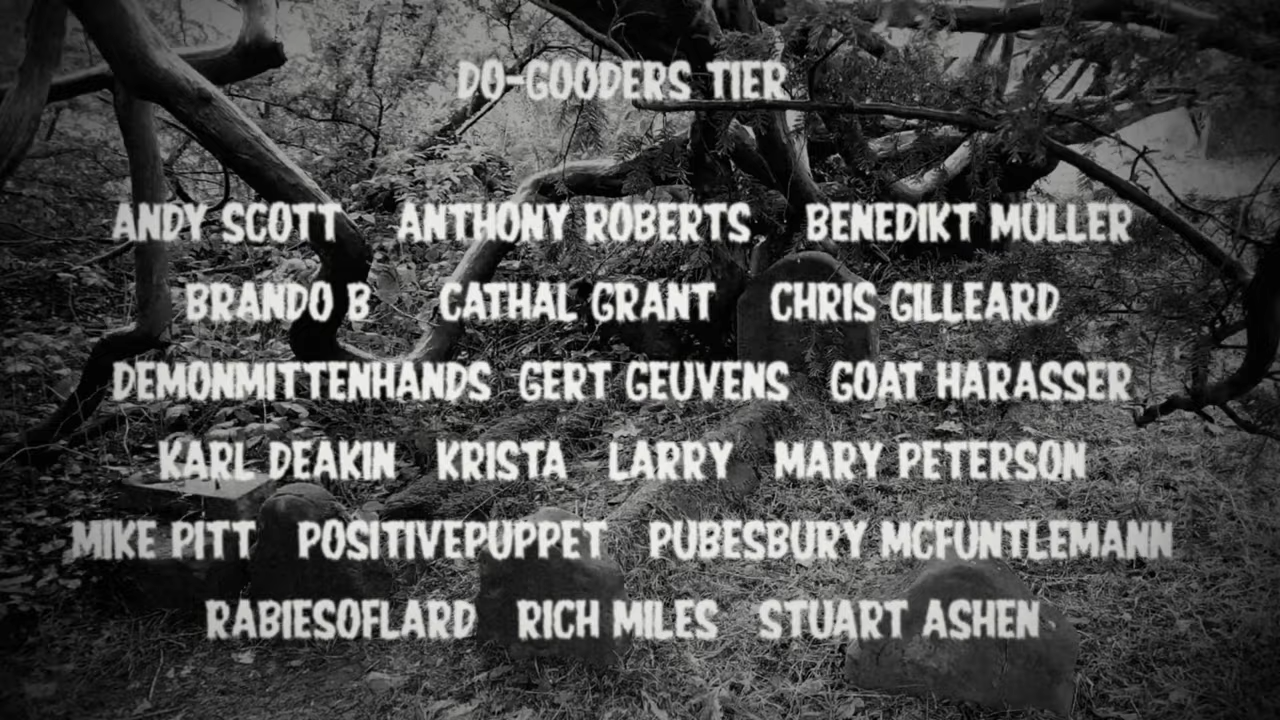 DO-GOODERS TIER
ANDY SCOTT ANTHONY ROBERTS BENEDIKT MÜLLER
BRANDO B CATHAL GRANT CHRIS GILLEARD
DEMONMITTENHANDS GERT GEUVENS GOAT HARASSER
KARL DEAKIN KRISTA LARRY MARY PETERSON
MIKE PITT POSITIVEPUPPET PUBESBURY MCFUNTLEMANN
RABIESOFLARD RICH MILES STUART ASHEN